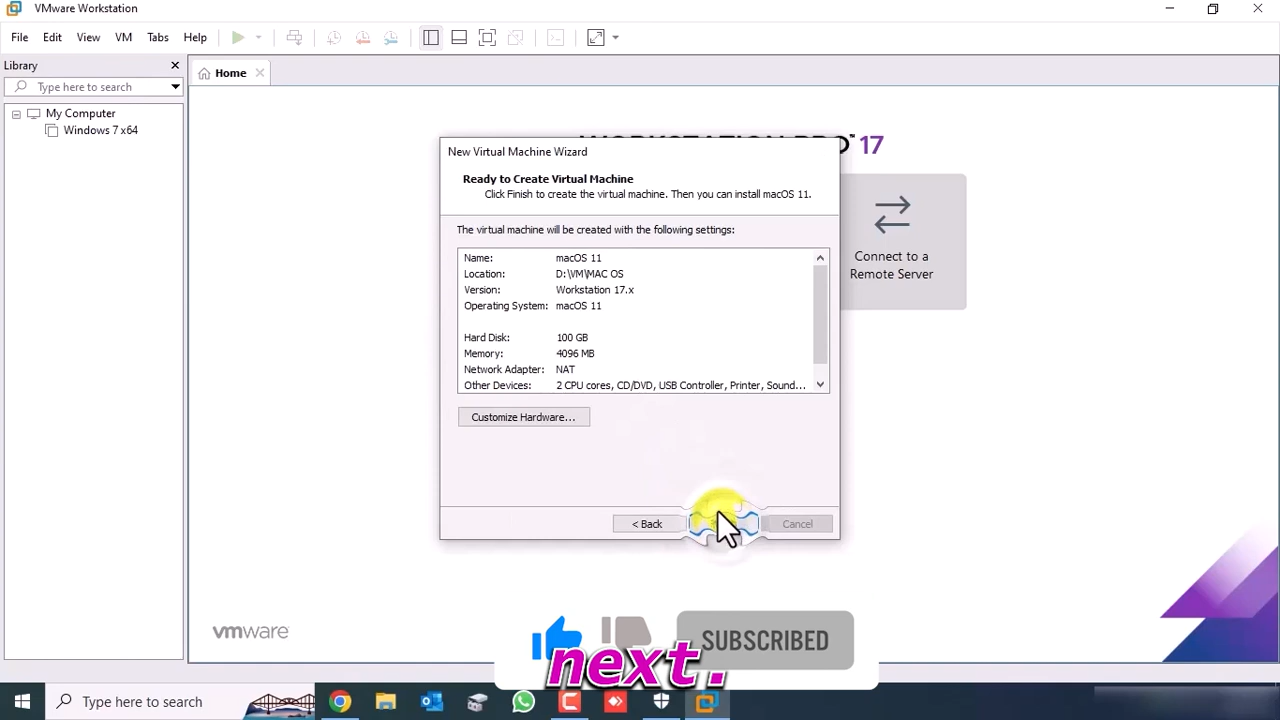 VMware Workstation
File Edit View VM Tabs Help
Library
Type here to search
My Computer
Windows 7 x64
Home
17
New Virtual Machine Wizard
Ready to Create Virtual Machine
Click Finish to create the virtual machine. Then you can install macOS 11.
The virtual machine will be created with the following settings:
Name: macOS 11
Location: D:\VM\MAC OS
Version: Workstation 17.x
Operating System: macOS 11
Hard Disk: 100 GB
Memory: 4096 MB
Network Adapter: NAT
Other Devices: 2 CPU cores, CD/DVD, USB Controller, Printer, Sound...
Customize Hardware...
< Back
Cancel
Connect to a
Remote Server
vmware
SUBSCRIBED
next.
Type here to search